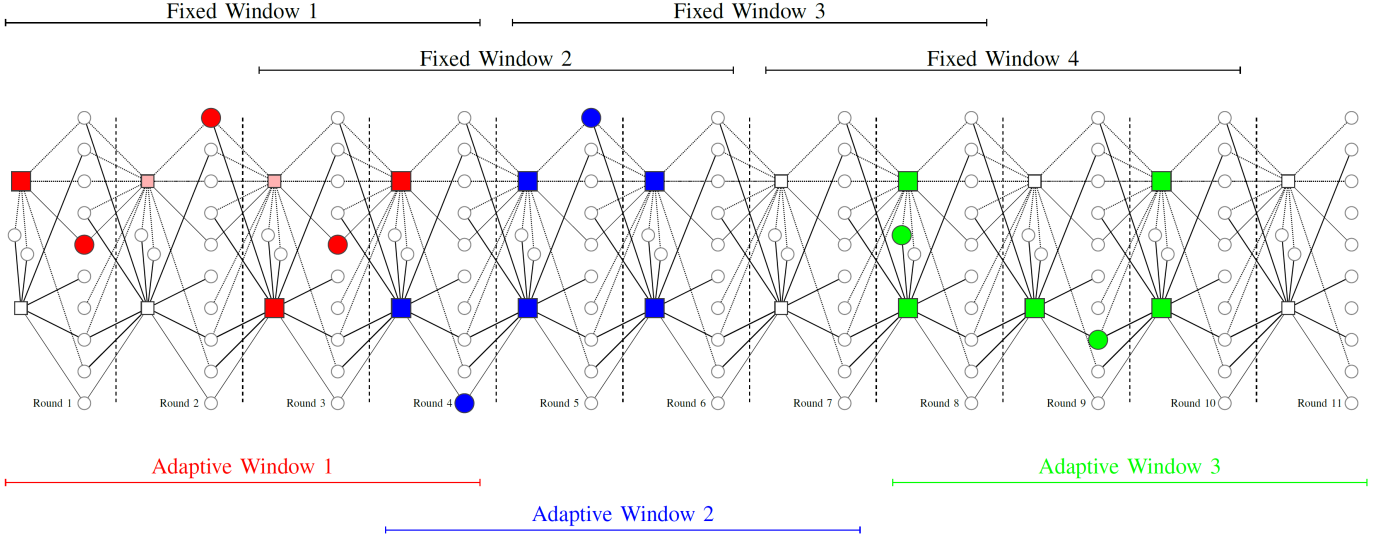 Fixed Window 1
Fixed Window 3
Fixed Window 2
Fixed Window 4
Round 1
Round 2
Round 3
Round 4
Round 5
Round 6
Round 7
Round 8
Round 9
Round 10
Round 11
Adaptive Window 1
Adaptive Window 3
Adaptive Window 2